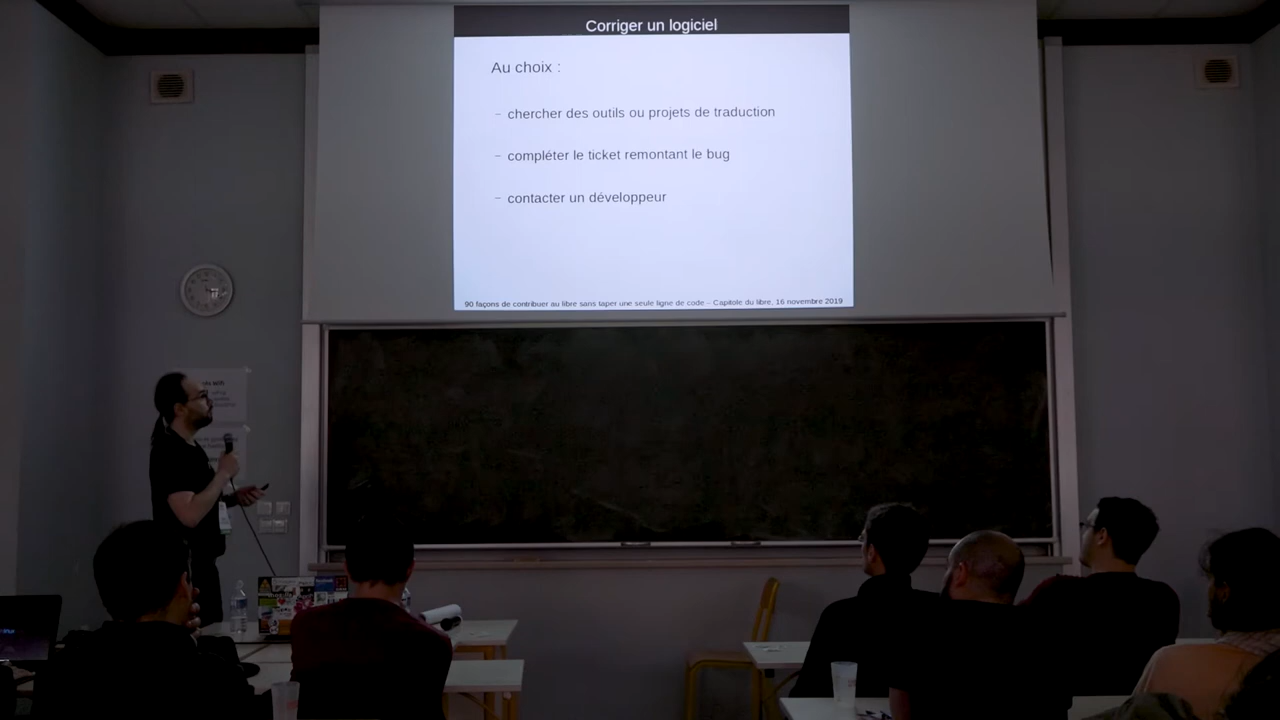 Corriger un logiciel
Au choix :
– chercher des outils ou projets de traduction
– compléter le ticket remontant le bug
– contacter un développeur
90 façons de contribuer au libre sans taper une seule ligne de code – Capitole du libre, 16 novembre 2019